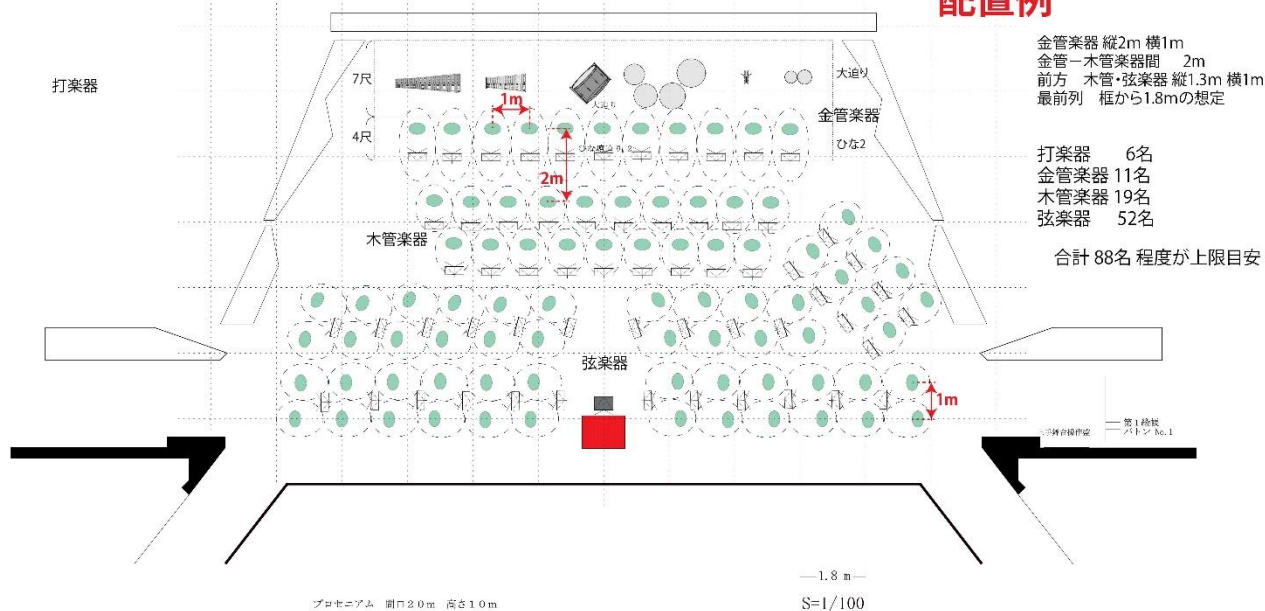 配置例
金管楽器 縦2m 横1m
金管－木管楽器間 2m
前方 木管・弦楽器 縦1.3m 横1m
最前列 框から1.8mの想定
打楽器 6名
金管楽器 11名
木管楽器 19名
弦楽器 52名
合計 88名 程度が上限目安
打楽器
7尺
大迫り
大迫り
1m
金管楽器
4尺
ひな2
2m
木管楽器
弦楽器
1m
第1緞帳
バトン No.1
1.8 m
プロセニアム 間口20m 高さ10m
S=1/100